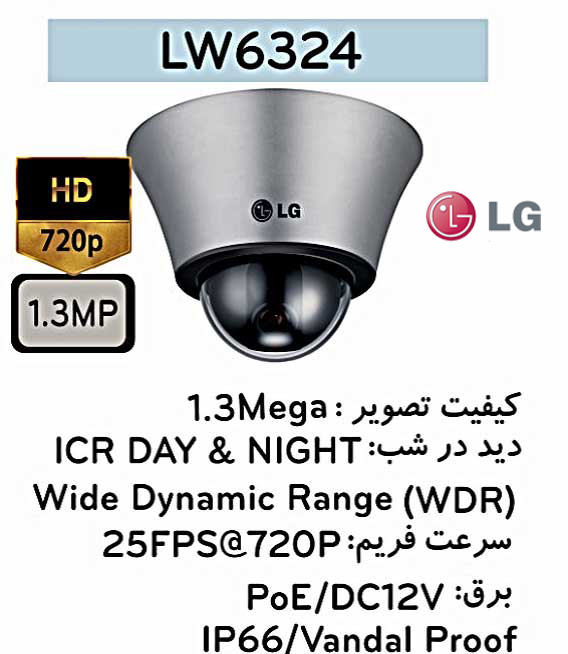 LW6324
HD
720p
1.3MP
LG
LG
کیفیت تصویر : 1.3Mega
دید در شب: ICR DAY & NIGHT
Wide Dynamic Range (WDR)
سرعت فریم: 25FPS@720P
برق: PoE/DC12V
IP66/Vandal Proof